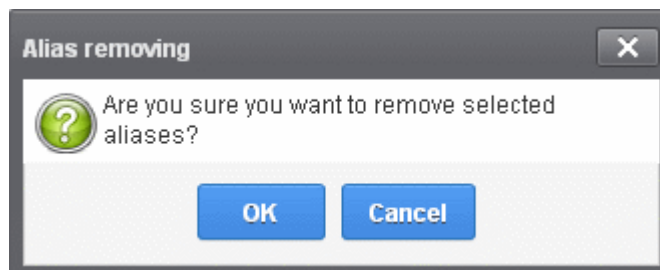 Alias removing
Are you sure you want to remove selected
aliases?
OK
Cancel